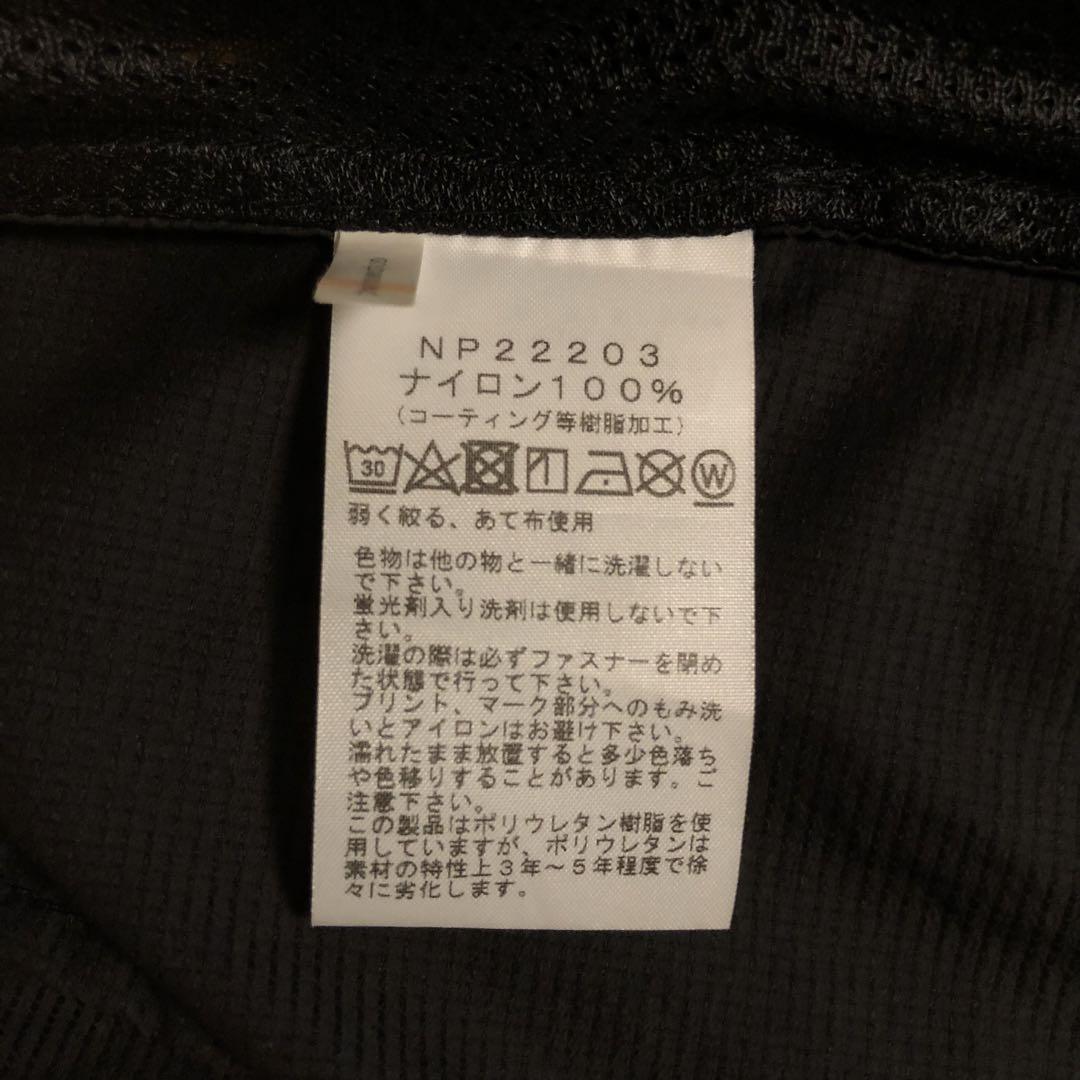 NP22203
ナイロン100%
(コーティング等樹脂加工)
30 W
弱く絞る、あて布使用
色物は他の物と一緒に洗濯しない
で下さい。
蛍光剤入り洗剤は使用しないで下
さい。
洗濯の際は必ずファスナーを閉め
た状態で行って下さい。
プリント、マーク部分へのもみ洗
いとアイロンはお避け下さい。
濡れたまま放置すると多少色落ち
や色移りすることがあります。ご
注意下さい。
この製品はポリウレタン樹脂を使
用していますが、ポリウレタンは
素材の特性上3年～5年程度で徐
々に劣化します。